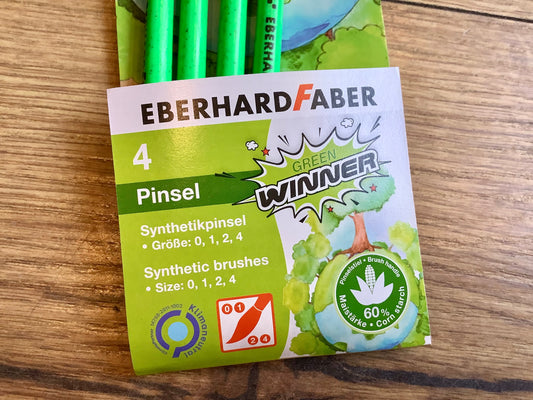 EBERHARD
EBERHARDFABER
4
Pinsel
GREEN
WINNER
Synthetikpinsel
• Größe: 0, 1, 2, 4
Synthetic brushes
• Size: 0, 1, 2, 4
Klimaneutral
0 1
2 4
Pinselstiel • Brush handle
60%
Maisstärke • Corn starch